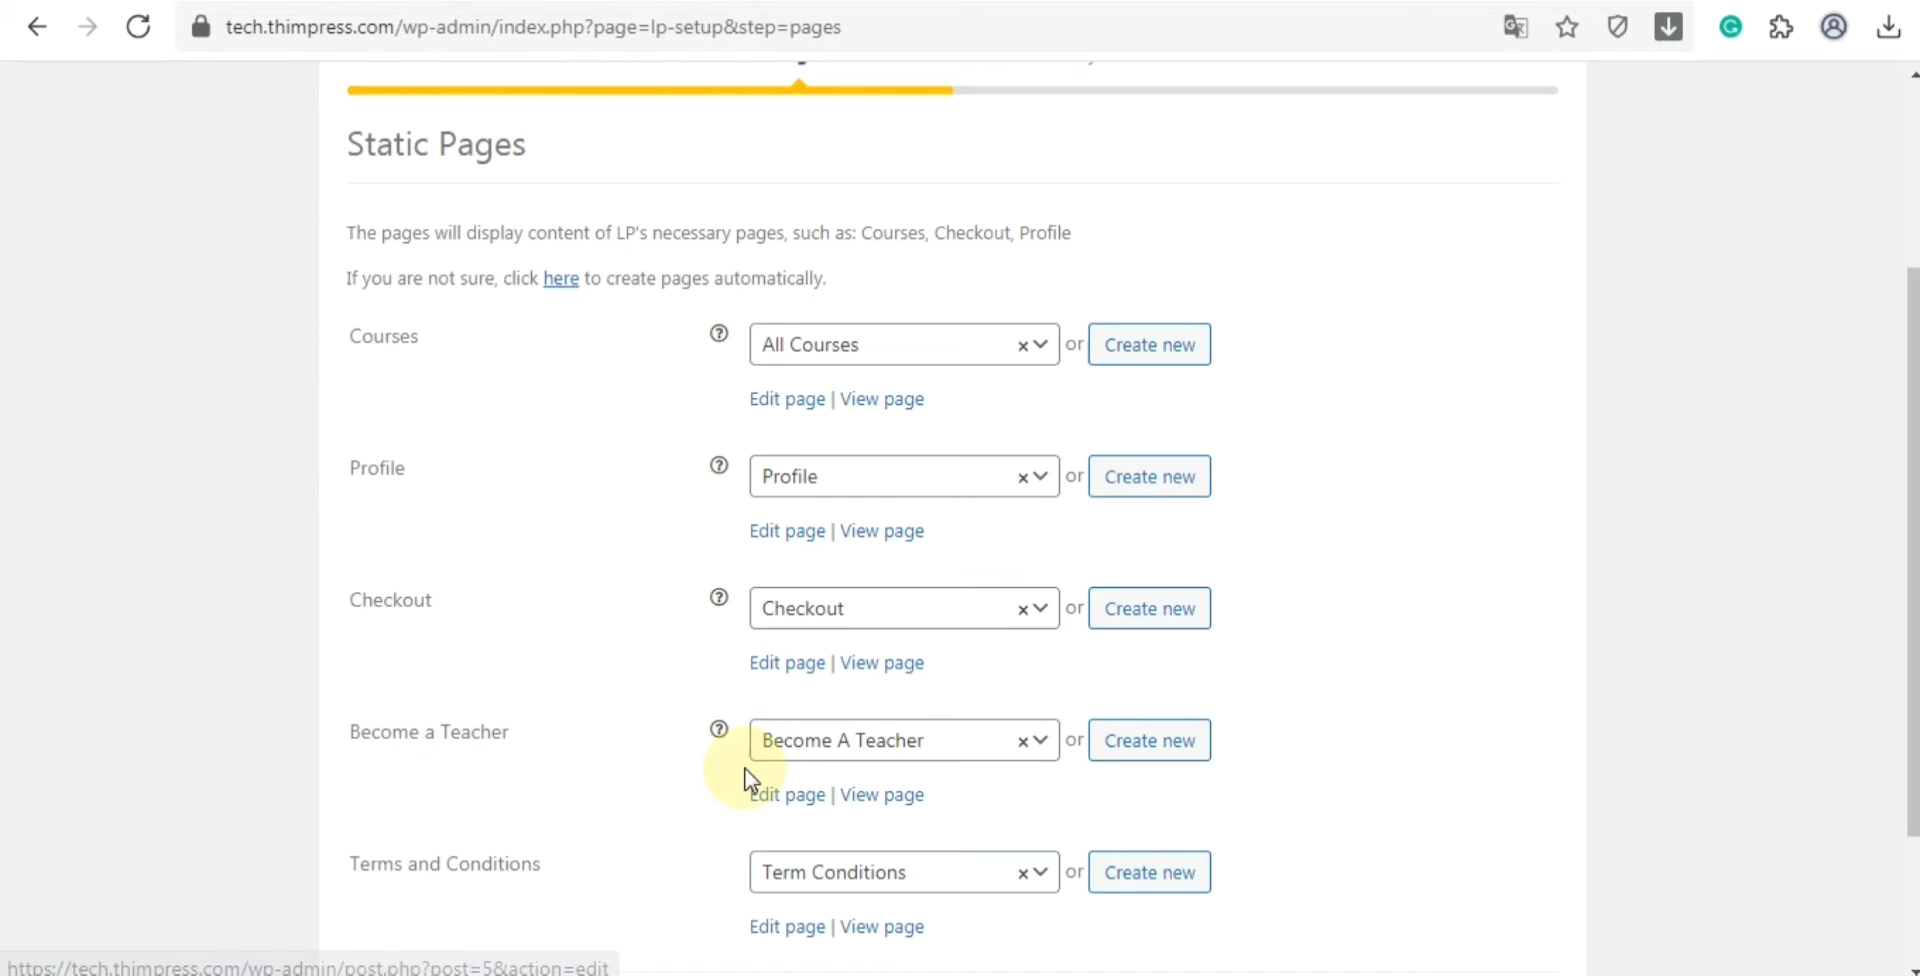 tech.thimpress.com/wp-admin/index.php?page=lp-setup&step=pages
Static Pages
The pages will display content of LP's necessary pages, such as: Courses, Checkout, Profile
If you are not sure, click here to create pages automatically.
Courses
All Courses × or Create new
Edit page | View page
Profile
Profile × or Create new
Edit page | View page
Checkout
Checkout × or Create new
Edit page | View page
Become a Teacher
Become A Teacher × or Create new
Edit page | View page
Terms and Conditions
Term Conditions × or Create new
Edit page | View page
https://tech.thimpress.com/wp-admin/post.php?post=5&action=edit